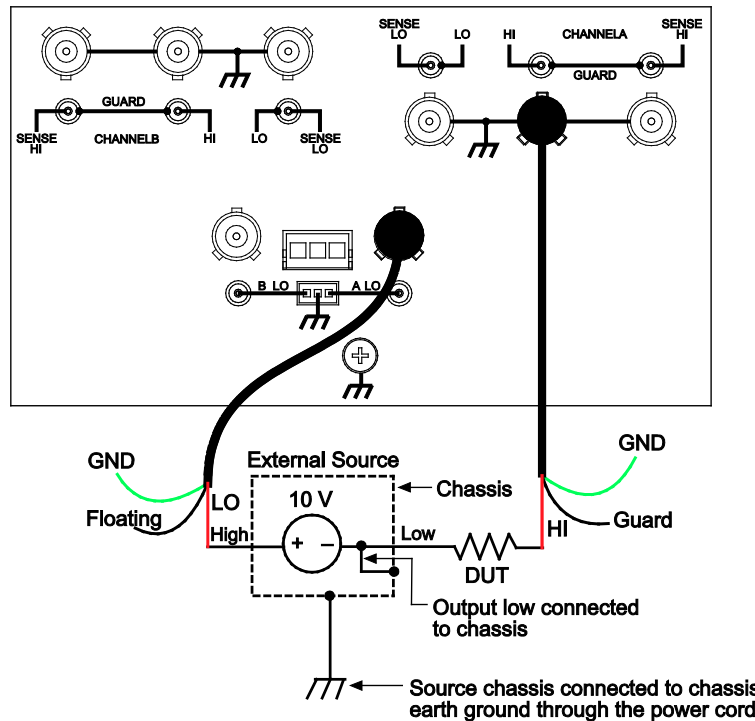 SENSE
LO
LO
HI
CHANNELA
SENSE
HI
GUARD
GUARD
SENSE
HI
CHANNELB
HI
LO
SENSE
LO
B LO
A LO
GND
Floating
LO
High
External Source
10 V
+ –
Chassis
Low
DUT
HI
GND
Guard
Output low connected
to chassis
Source chassis connected to chassis
earth ground through the power cord